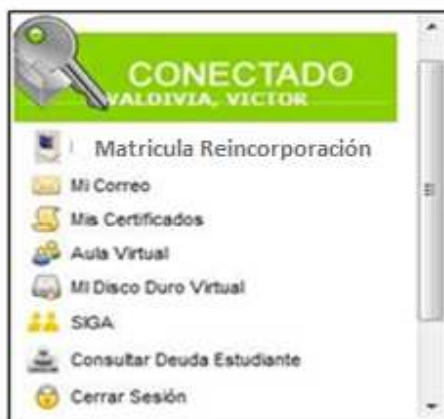 CONECTADO
VALDIVIA, VICTOR
Matricula Reincorporación
Mi Correo
Mis Certificados
Aula Virtual
Mi Disco Duro Virtual
SIGA
Consultar Deuda Estudiante
Cerrar Sesión